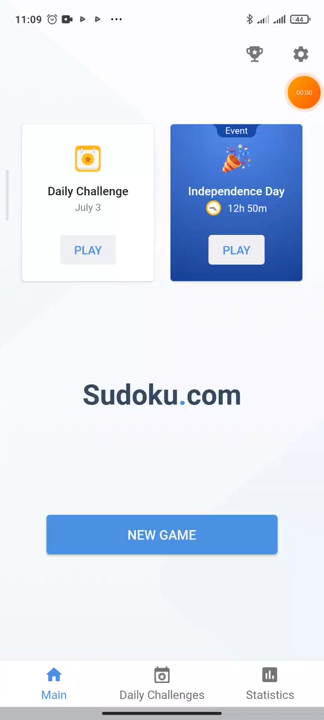 11:09
44
00:00
Event
Daily Challenge
July 3
PLAY
Independence Day
12h 50m
PLAY
Sudoku.com
NEW GAME
Main
Daily Challenges
Statistics